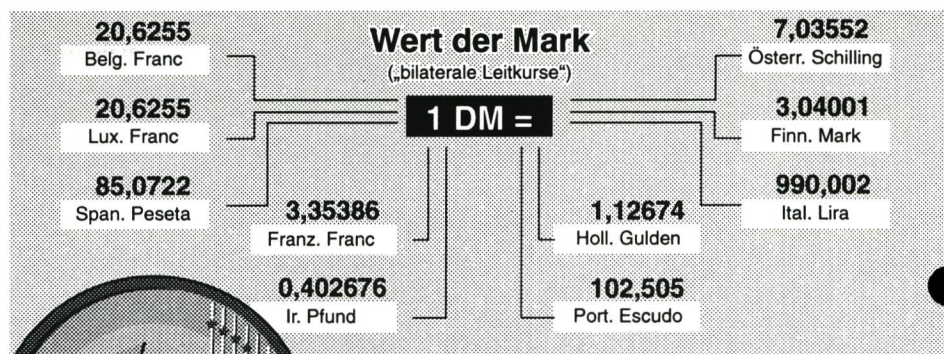 Wert der Mark
(„bilaterale Leitkurse“)
1 DM =
20,6255
Belg. Franc
20,6255
Lux. Franc
85,0722
Span. Peseta
3,35386
Franz. Franc
0,402676
Ir. Pfund
7,03552
Österr. Schilling
3,04001
Finn. Mark
990,002
Ital. Lira
1,12674
Holl. Gulden
102,505
Port. Escudo